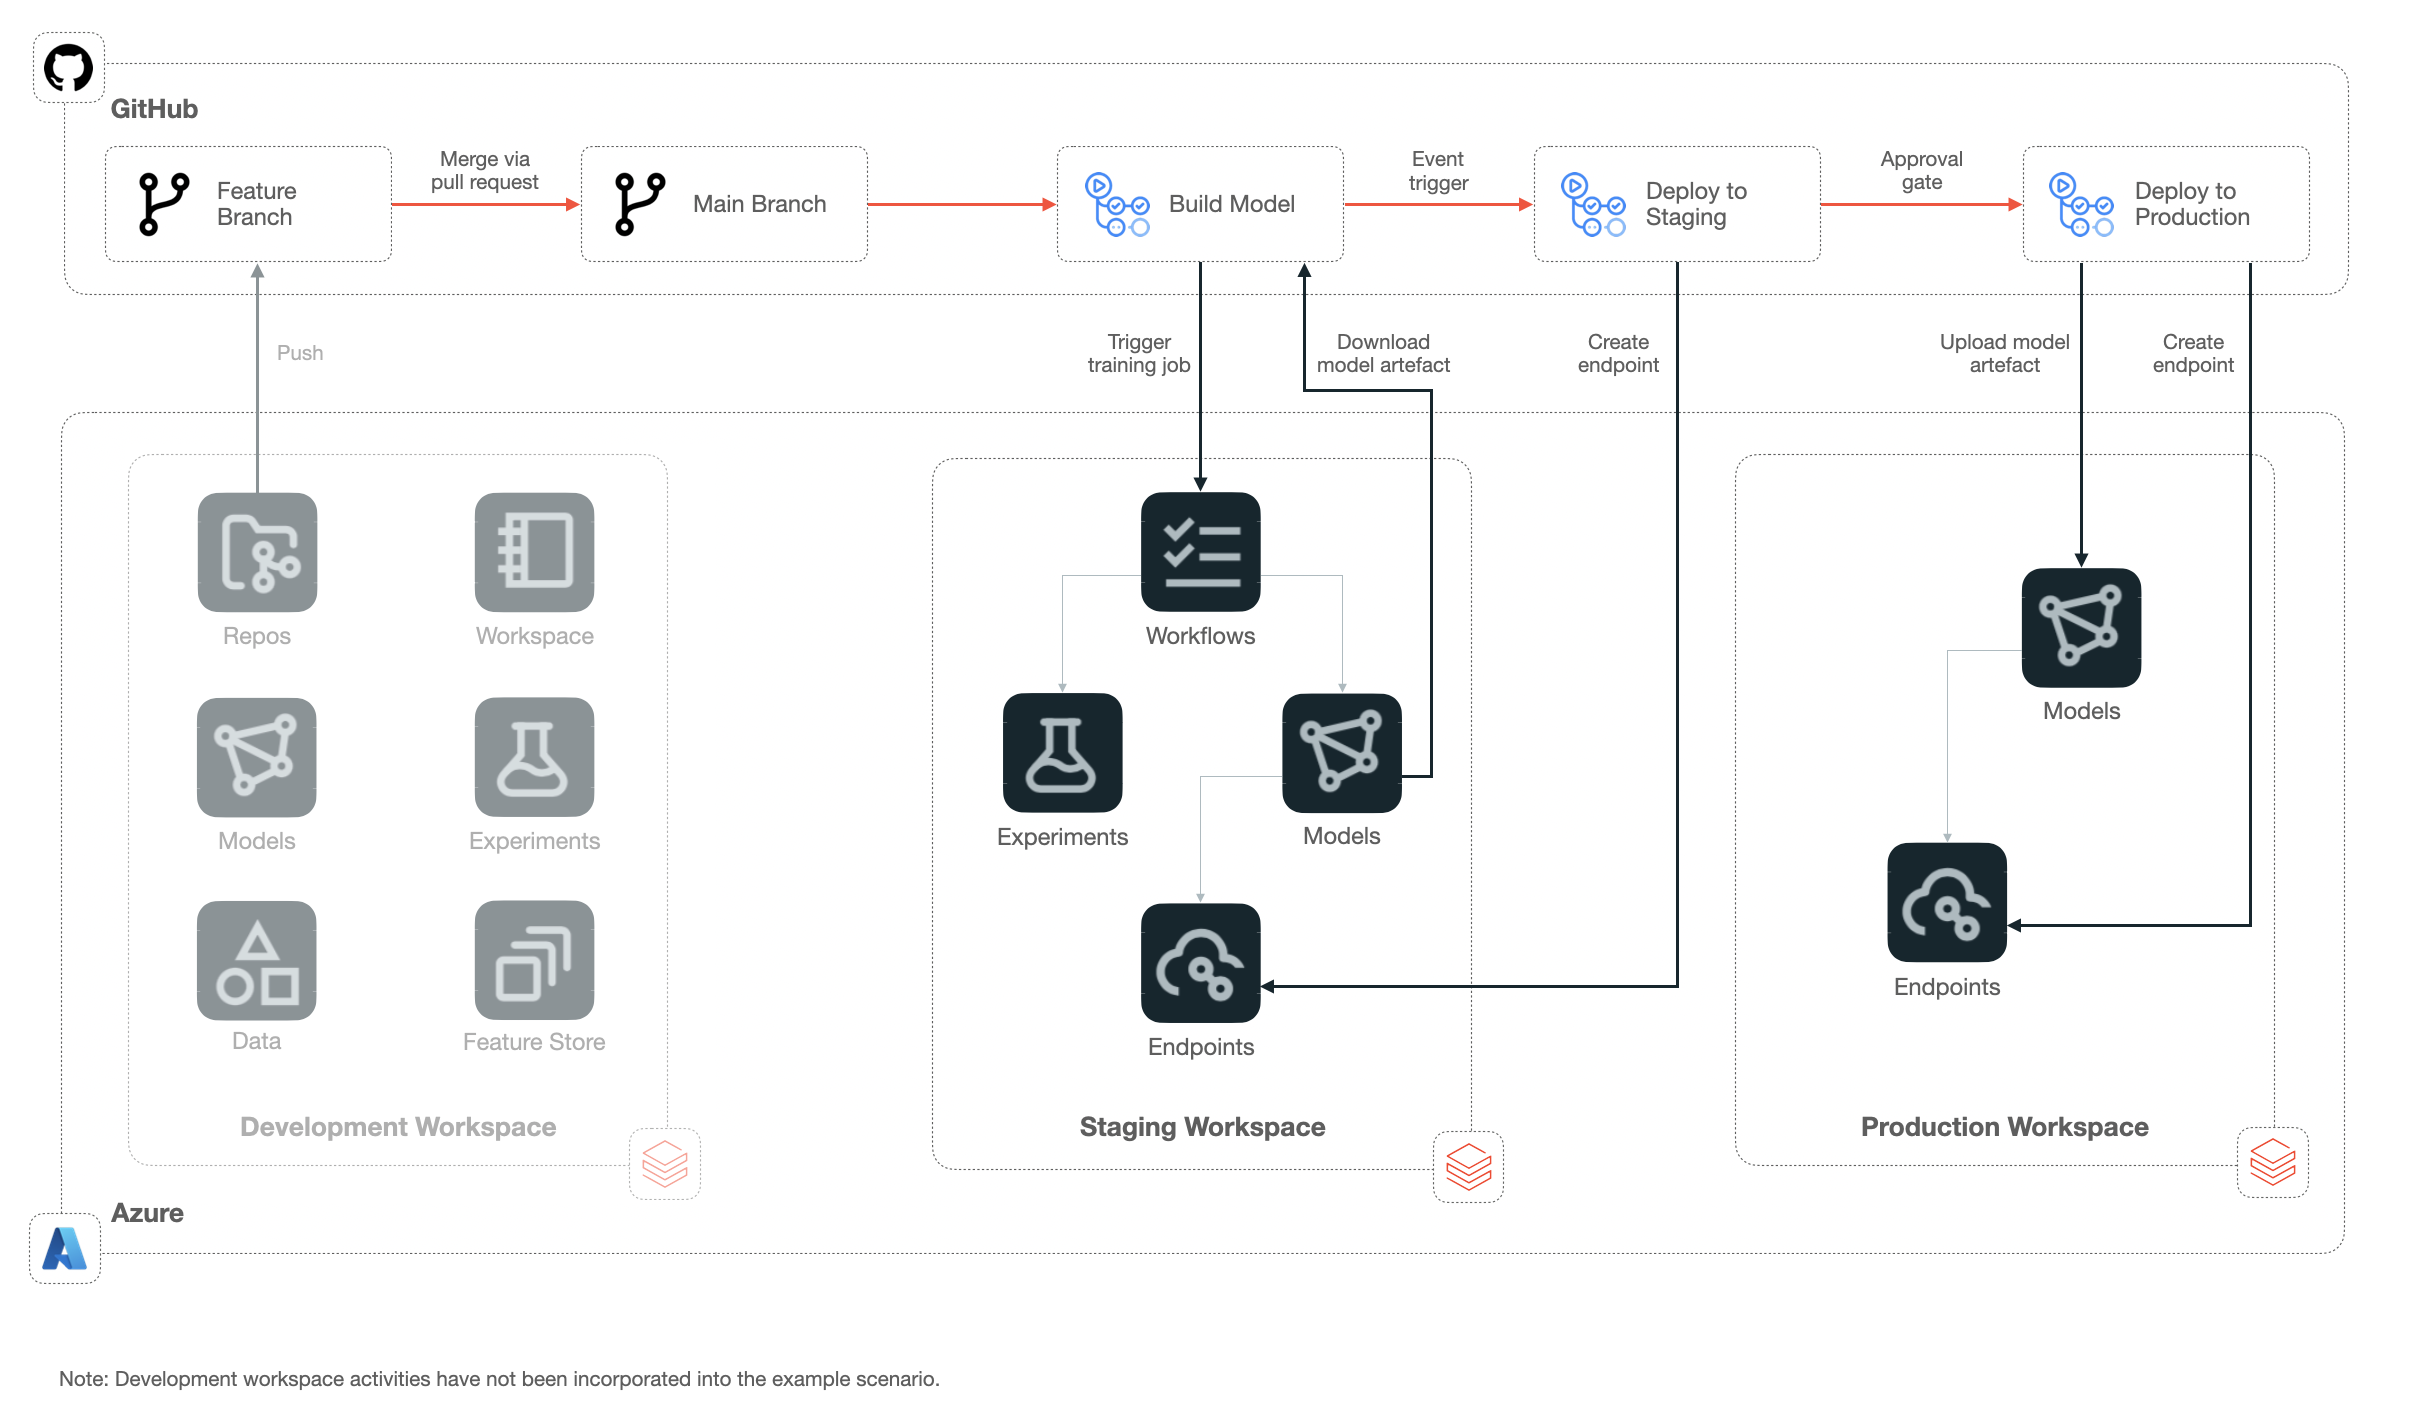 GitHub
Feature
Branch
Merge via
pull request
Main Branch
Build Model
Event
trigger
Deploy to
Staging
Approval
gate
Deploy to
Production
Push
Trigger
training job
Download
model artefact
Create
endpoint
Upload model
artefact
Create
endpoint
Repos
Workspace
Models
Experiments
Data
Feature Store
Development Workspace
Workflows
Experiments
Models
Endpoints
Staging Workspace
Models
Endpoints
Production Workspace
Azure
Note: Development workspace activities have not been incorporated into the example scenario.